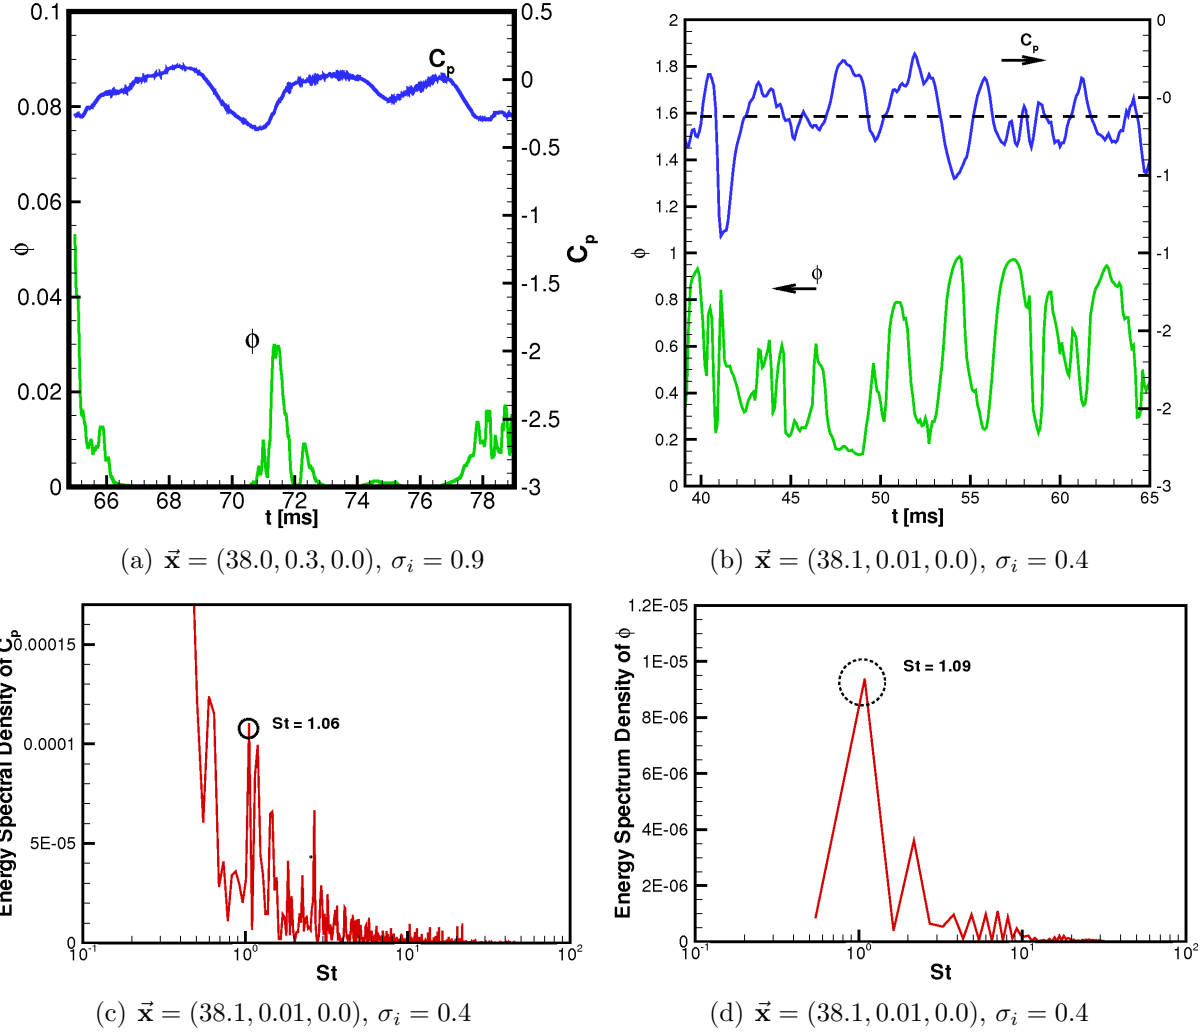 0.1
0.08
0.06
0.04
0.02
0
ϕ
66 68 70 72 74 76 78
t [ms]
0.5
0
-0.5
-1
-1.5
-2
-2.5
-3
C_p
C_p
ϕ
(a) x⃗ = (38.0, 0.3, 0.0), σ_i = 0.9
2
1.8
1.6
1.4
1.2
1
0.8
0.6
0.4
0.2
0
ϕ
40 45 50 55 60 65
t [ms]
0
-0
-1
-1
-2
-2
-3
C_p
ϕ
(b) x⃗ = (38.1, 0.01, 0.0), σ_i = 0.4
Energy Spectral Density of C_p
0.00015
0.0001
5E-05
0
10^-1 10^0 10^1 10^2
St
St = 1.06
(c) x⃗ = (38.1, 0.01, 0.0), σ_i = 0.4
Energy Spectrum Density of ϕ
1.2E-05
1E-05
8E-06
6E-06
4E-06
2E-06
0
10^-1 10^0 10^1 10^2
St
St = 1.09
(d) x⃗ = (38.1, 0.01, 0.0), σ_i = 0.4